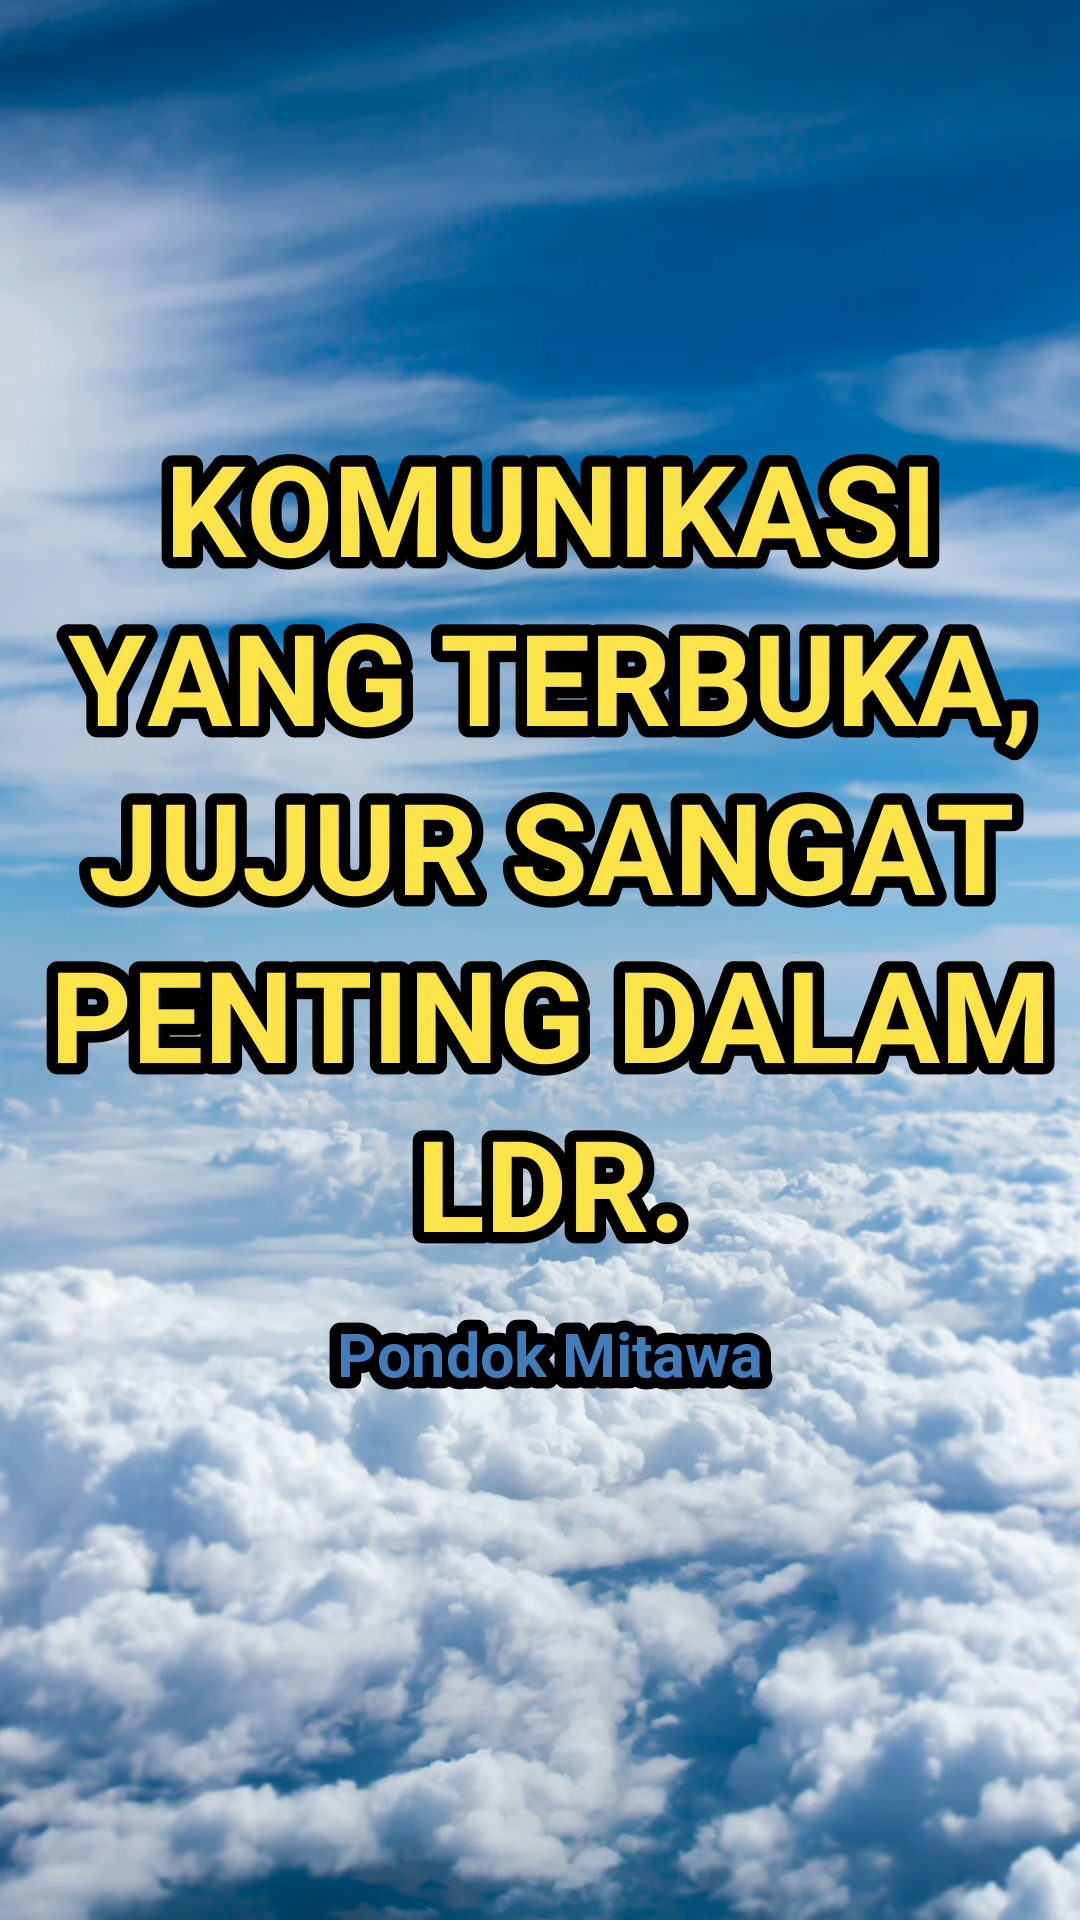 KOMUNIKASI
YANG TERBUKA,
JUJUR SANGAT
PENTING DALAM
LDR.
Pondok Mitawa